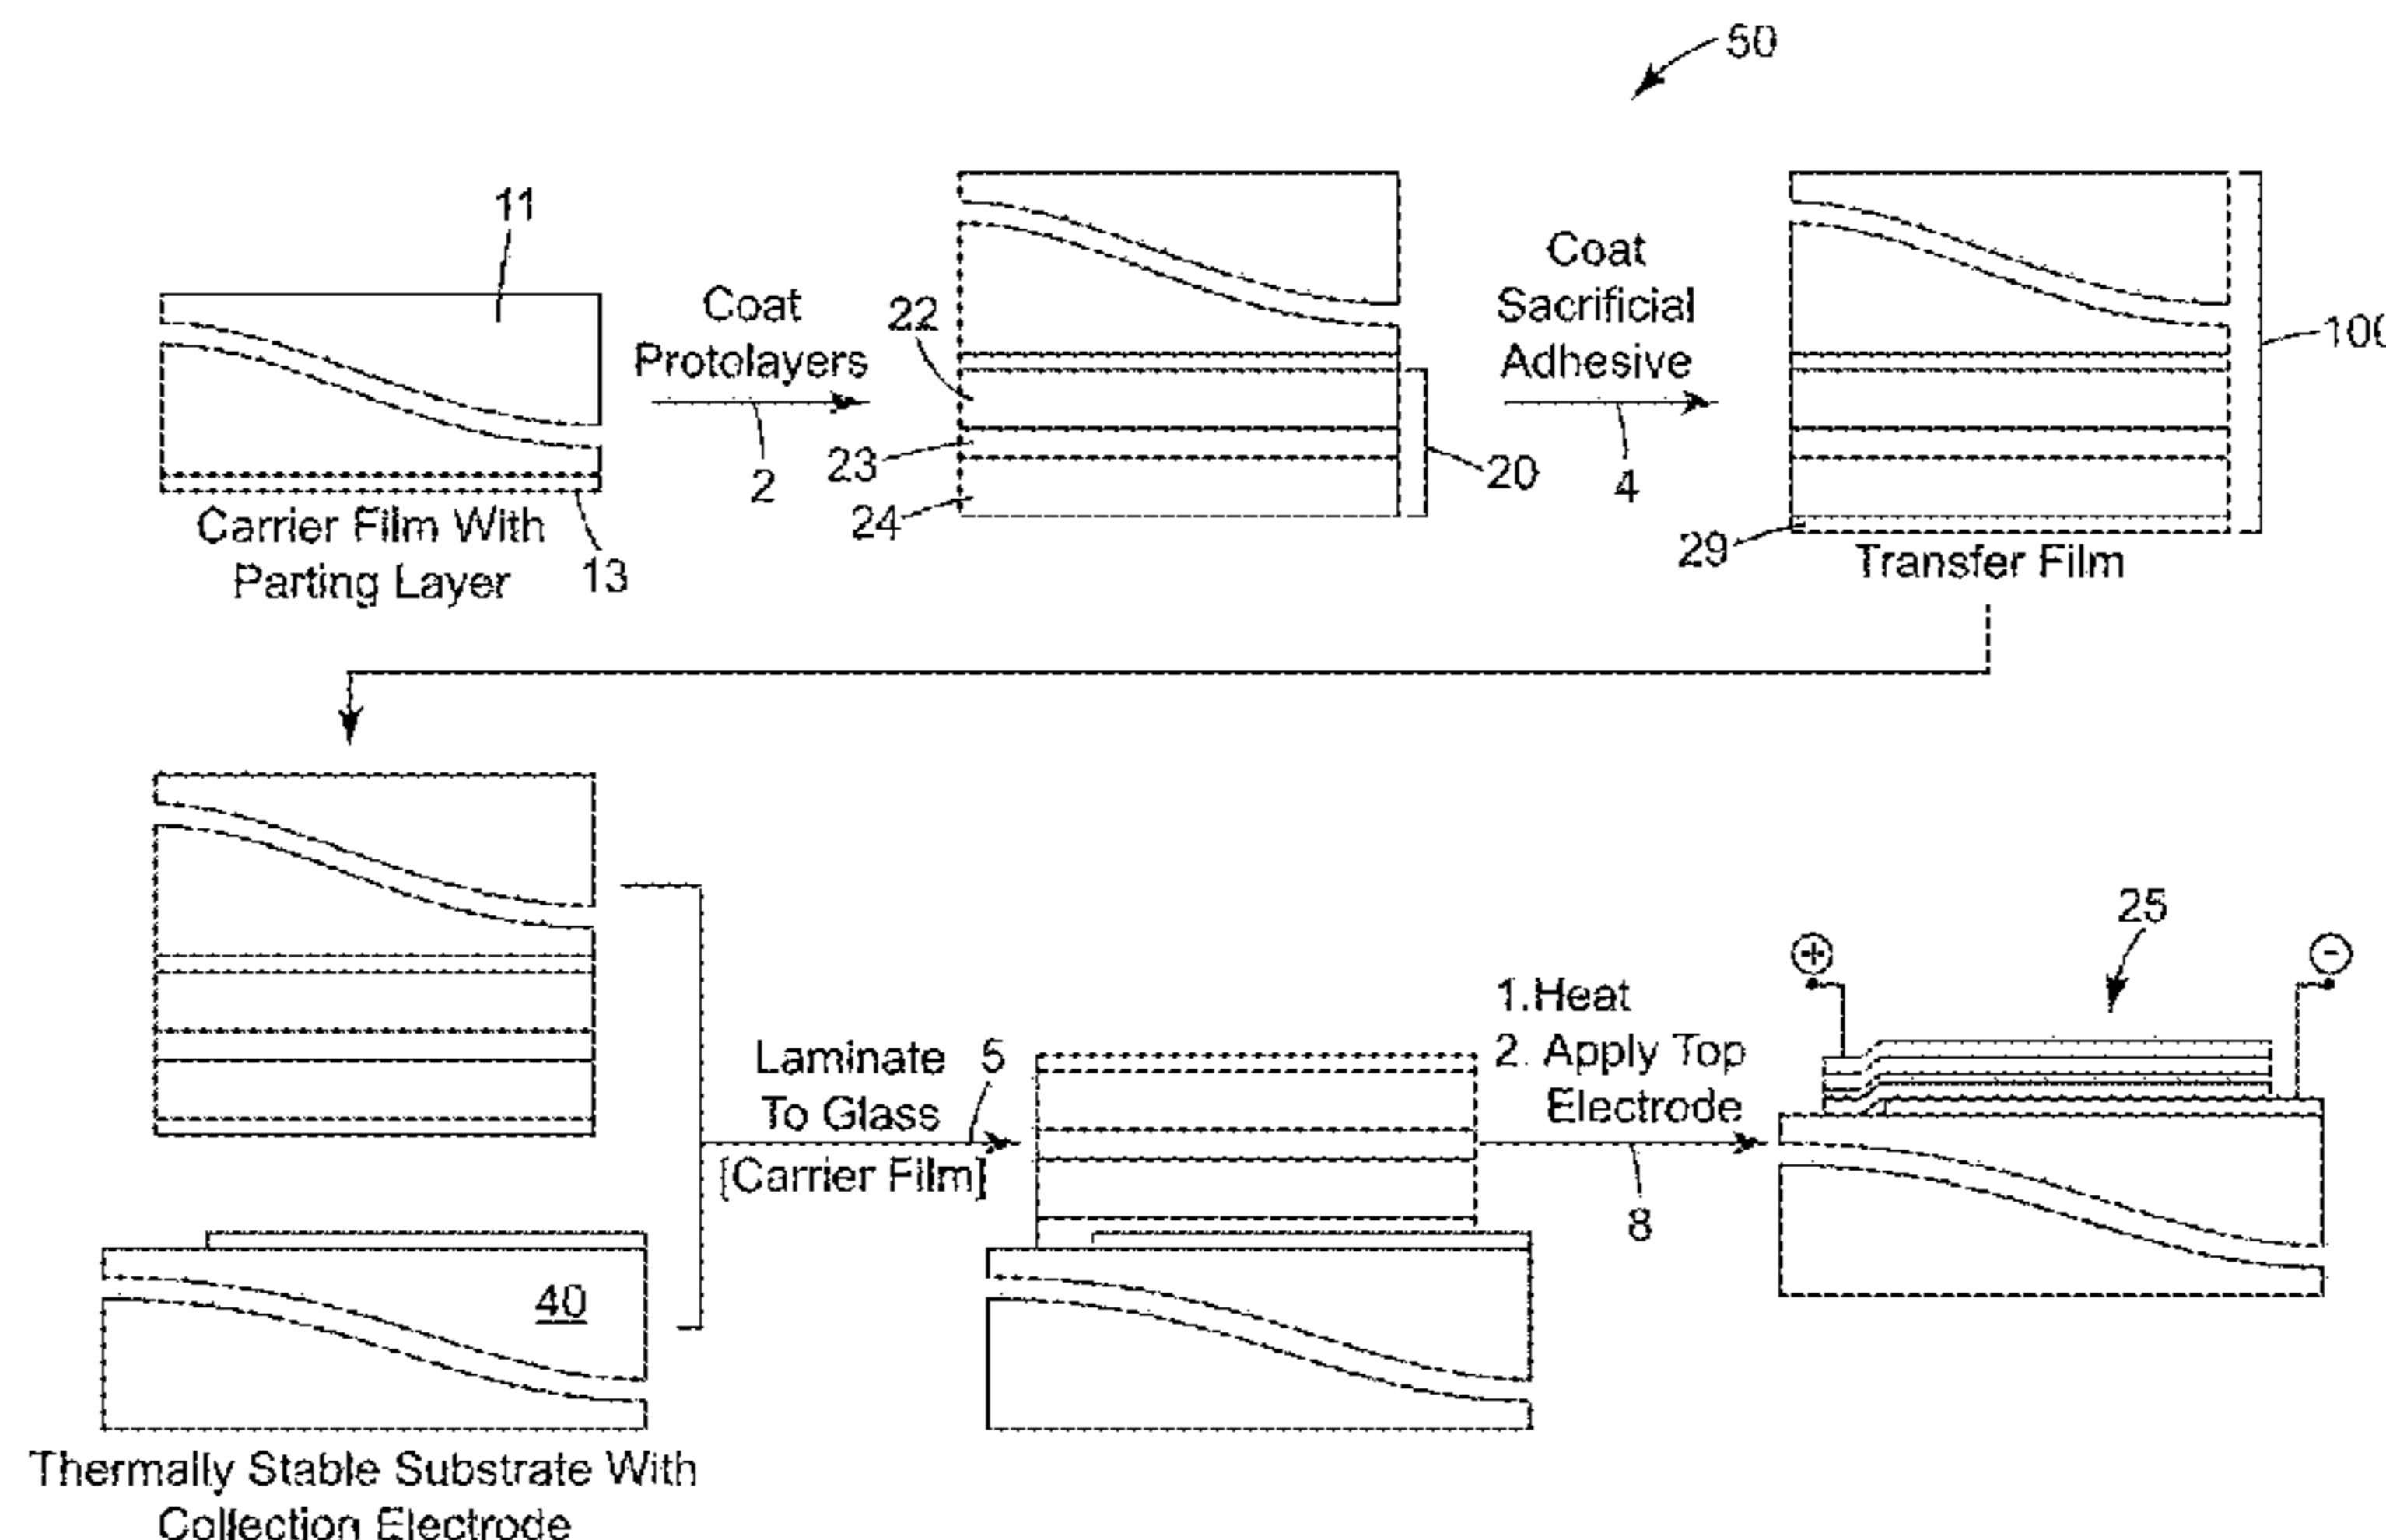 50
11
Coat
Protolayers
2
22
23
24
20
Coat
Sacrificial
Adhesive
4
100
29
Transfer Film
Carrier Film With
Parting Layer
13
25
+
-
Laminate
To Glass
5
[Carrier Film]
1.Heat
2. Apply Top
Electrode
8
40
Thermally Stable Substrate With
Collection Electrode